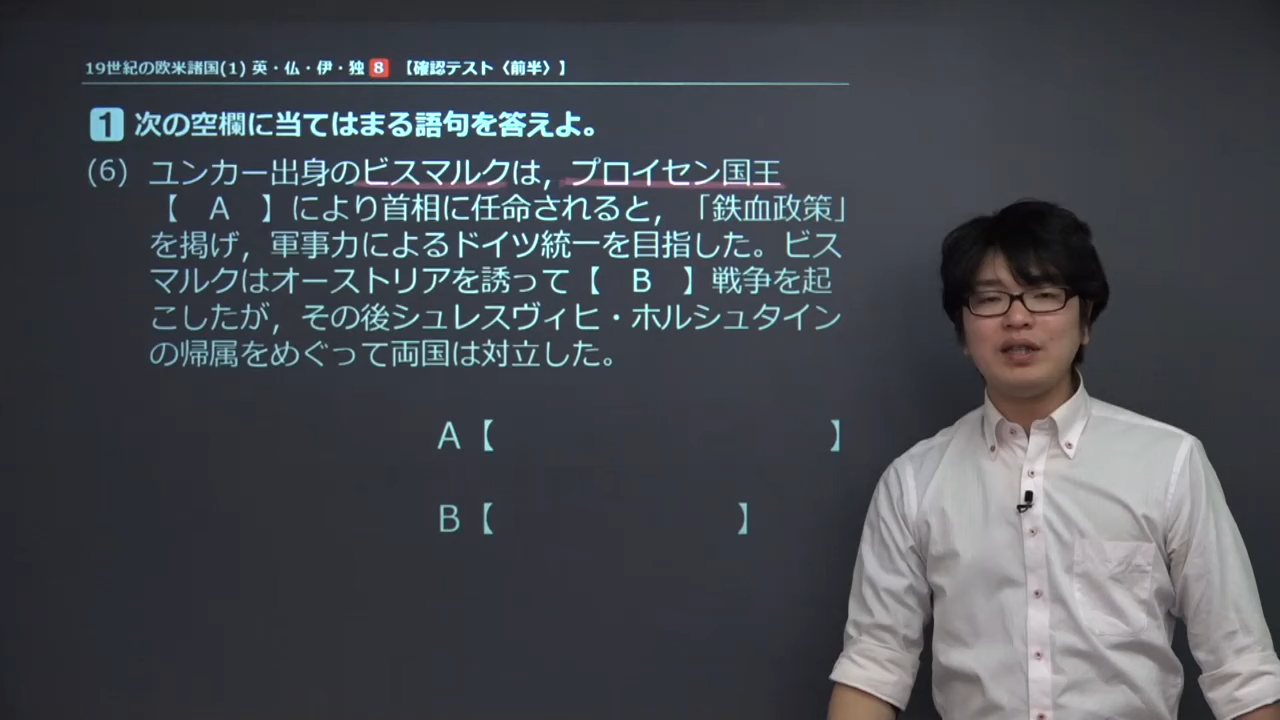 19世紀の欧米諸国(1) 英・仏・伊・独 8 【確認テスト〈前半〉】
1 次の空欄に当てはまる語句を答えよ。
(6) ユンカー出身のビスマルクは，プロイセン国王
【 A 】により首相に任命されると，「鉄血政策」
を掲げ，軍事力によるドイツ統一を目指した。ビス
マルクはオーストリアを誘って【 B 】戦争を起
こしたが，その後シュレスヴィヒ・ホルシュタイン
の帰属をめぐって両国は対立した。
A【 】
B【 】